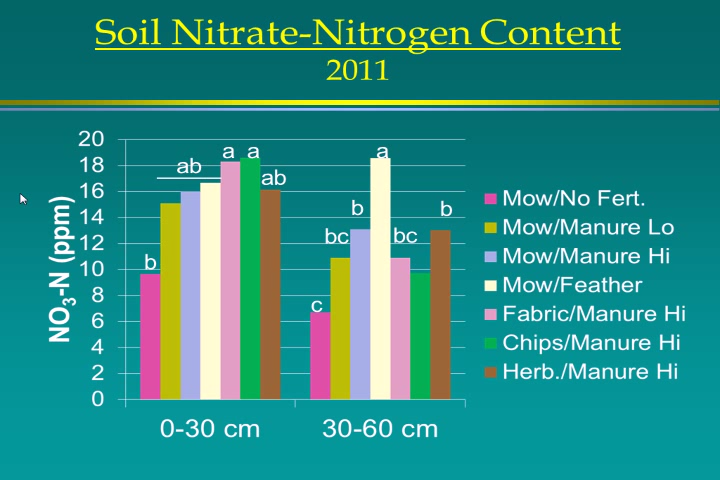 Soil Nitrate-Nitrogen Content
2011
NO3-N (ppm)
20
18
16
14
12
10
8
6
4
2
0
b
ab
a
a
ab
c
bc
b
a
bc
b
0-30 cm
30-60 cm
Mow/No Fert.
Mow/Manure Lo
Mow/Manure Hi
Mow/Feather
Fabric/Manure Hi
Chips/Manure Hi
Herb./Manure Hi